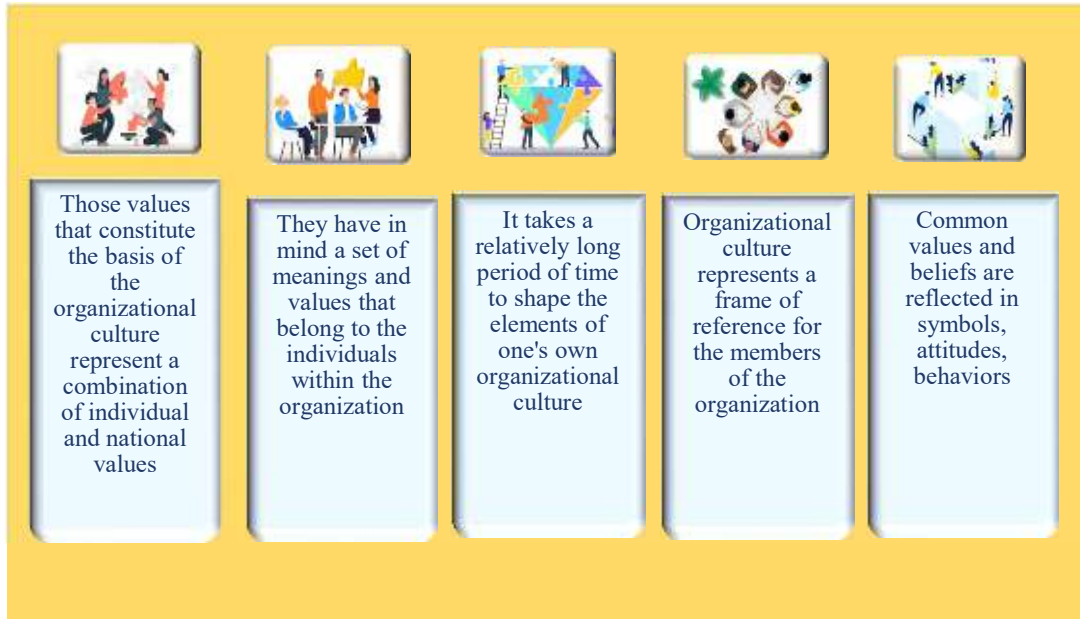 Those values
that constitute
the basis of
the
organizational
culture
represent a
combination
of individual
and national
values
They have in
mind a set of
meanings and
values that
belong to the
individuals
within the
organization
It takes a
relatively long
period of time
to shape the
elements of
one's own
organizational
culture
Organizational
culture
represents a
frame of
reference for
the members
of the
organization
Common
values and
beliefs are
reflected in
symbols,
attitudes,
behaviors